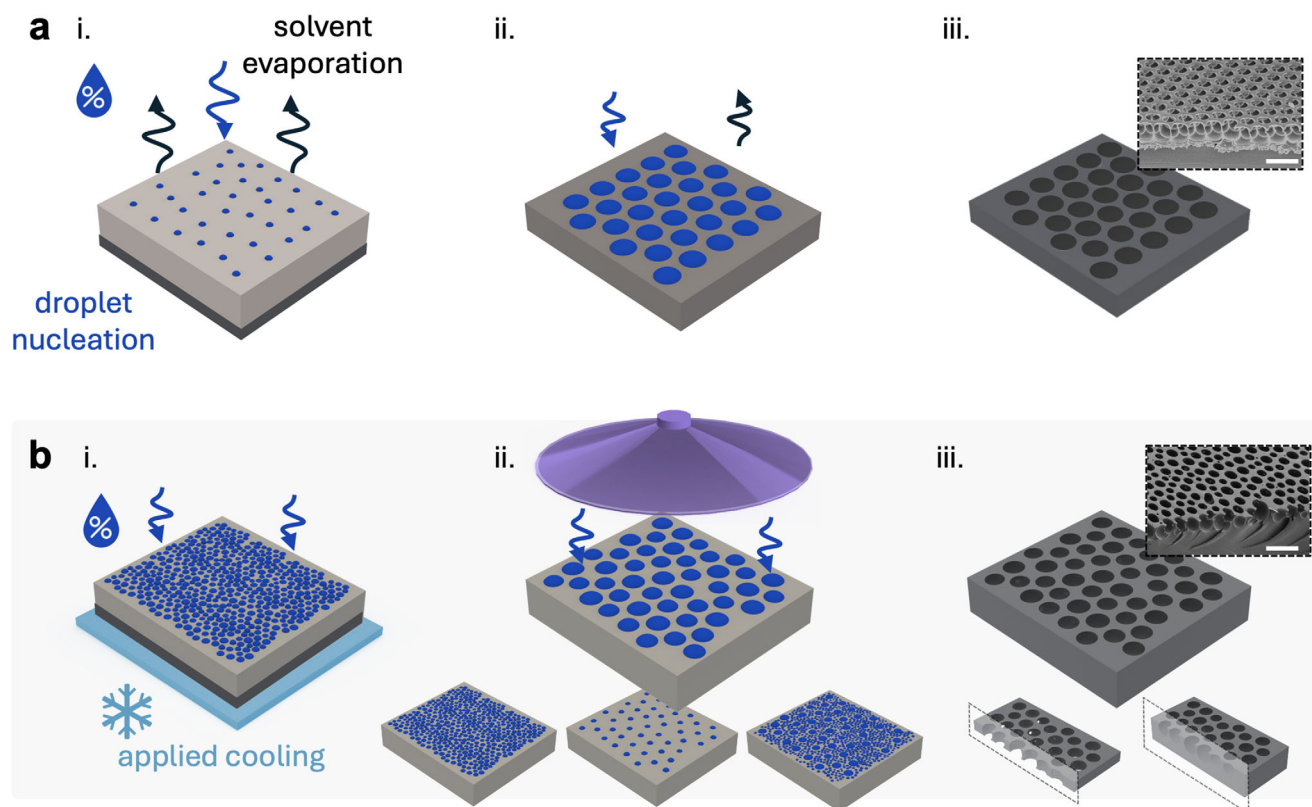 a i.
solvent
evaporation
%
droplet
nucleation
ii.
iii.
b i.
%
applied cooling
ii.
iii.